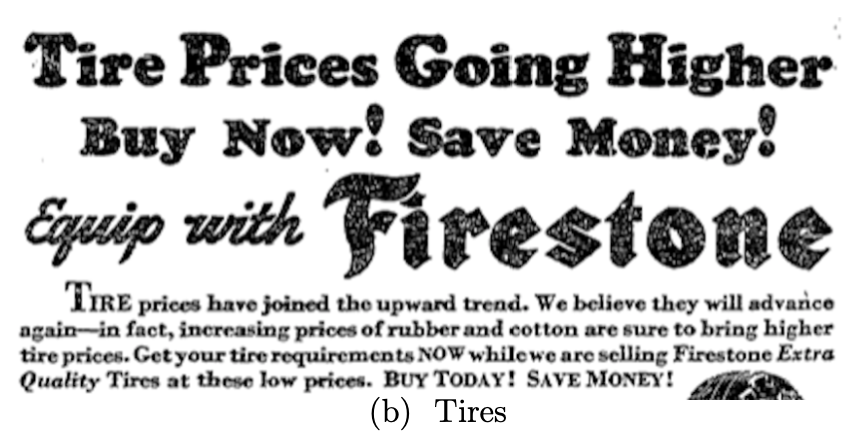 Tire Prices Going Higher
Buy Now! Save Money!
Equip with Firestone
TIRE prices have joined the upward trend. We believe they will advance
again—in fact, increasing prices of rubber and cotton are sure to bring higher
tire prices. Get your tire requirements NOW while we are selling Firestone Extra
Quality Tires at these low prices. BUY TODAY! SAVE MONEY!
(b) Tires